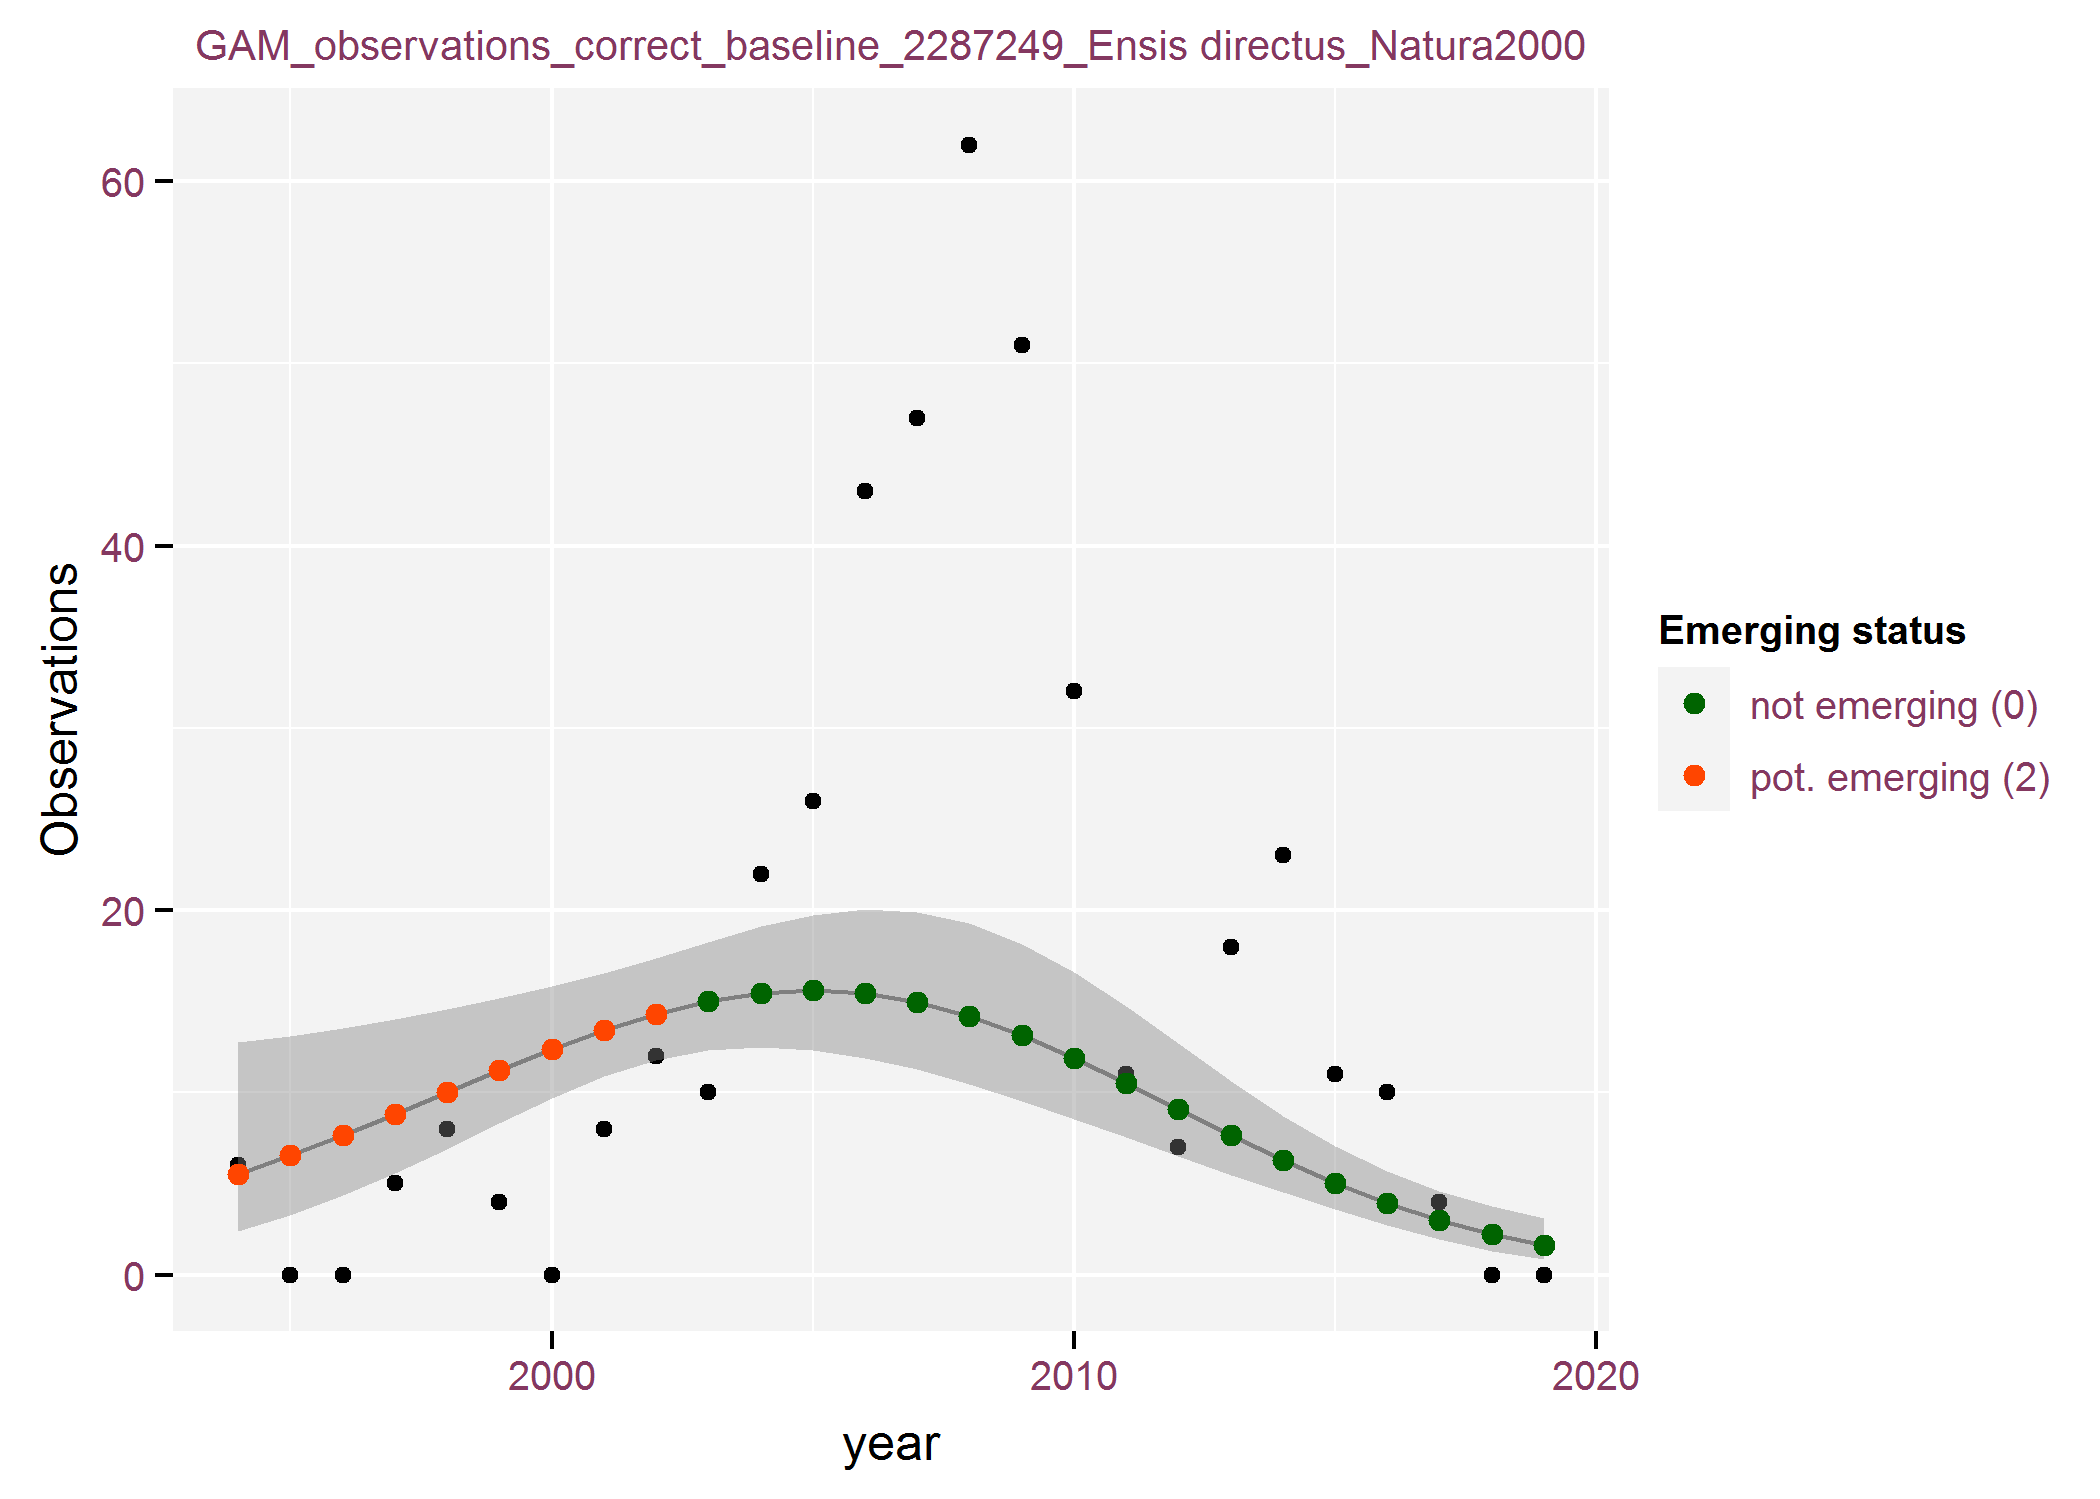 GAM_observations_correct_baseline_2287249_Ensis directus_Natura2000
60
40
20
0
Observations
2000
2010
2020
year
Emerging status
not emerging (0)
pot. emerging (2)